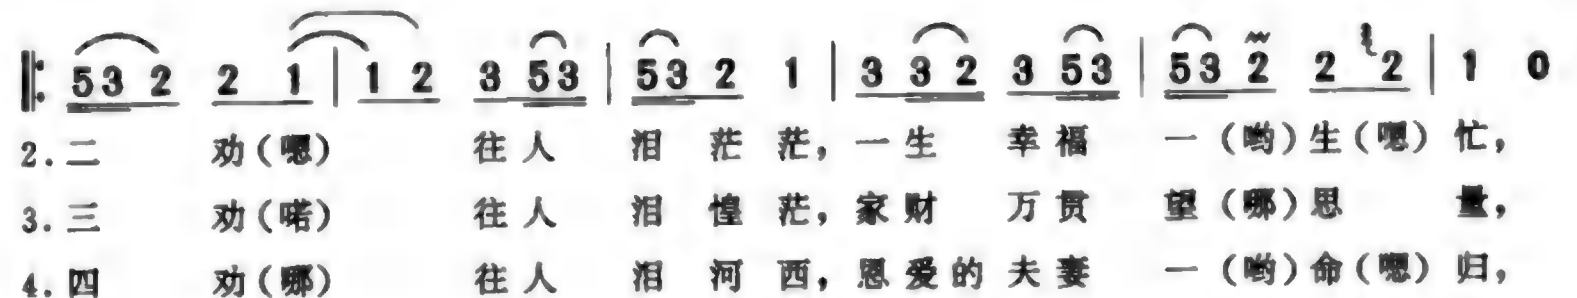 ‖: 53 2 2 1 | 1 2 3 53 | 53 2 1 | 3 3 2 3 53 | 53 2 2 2 | 1 0
2.二 劝(嗯) 往人 泪茫茫，一生 幸福 一(哟)生(嗯)忙，
3.三 劝(喏) 往人 泪惶茫，家财 万贯 望(哪)思 量，
4.四 劝(哪) 往人 泪河西，恩爱的夫妻 一(哟)命(嗯)归，